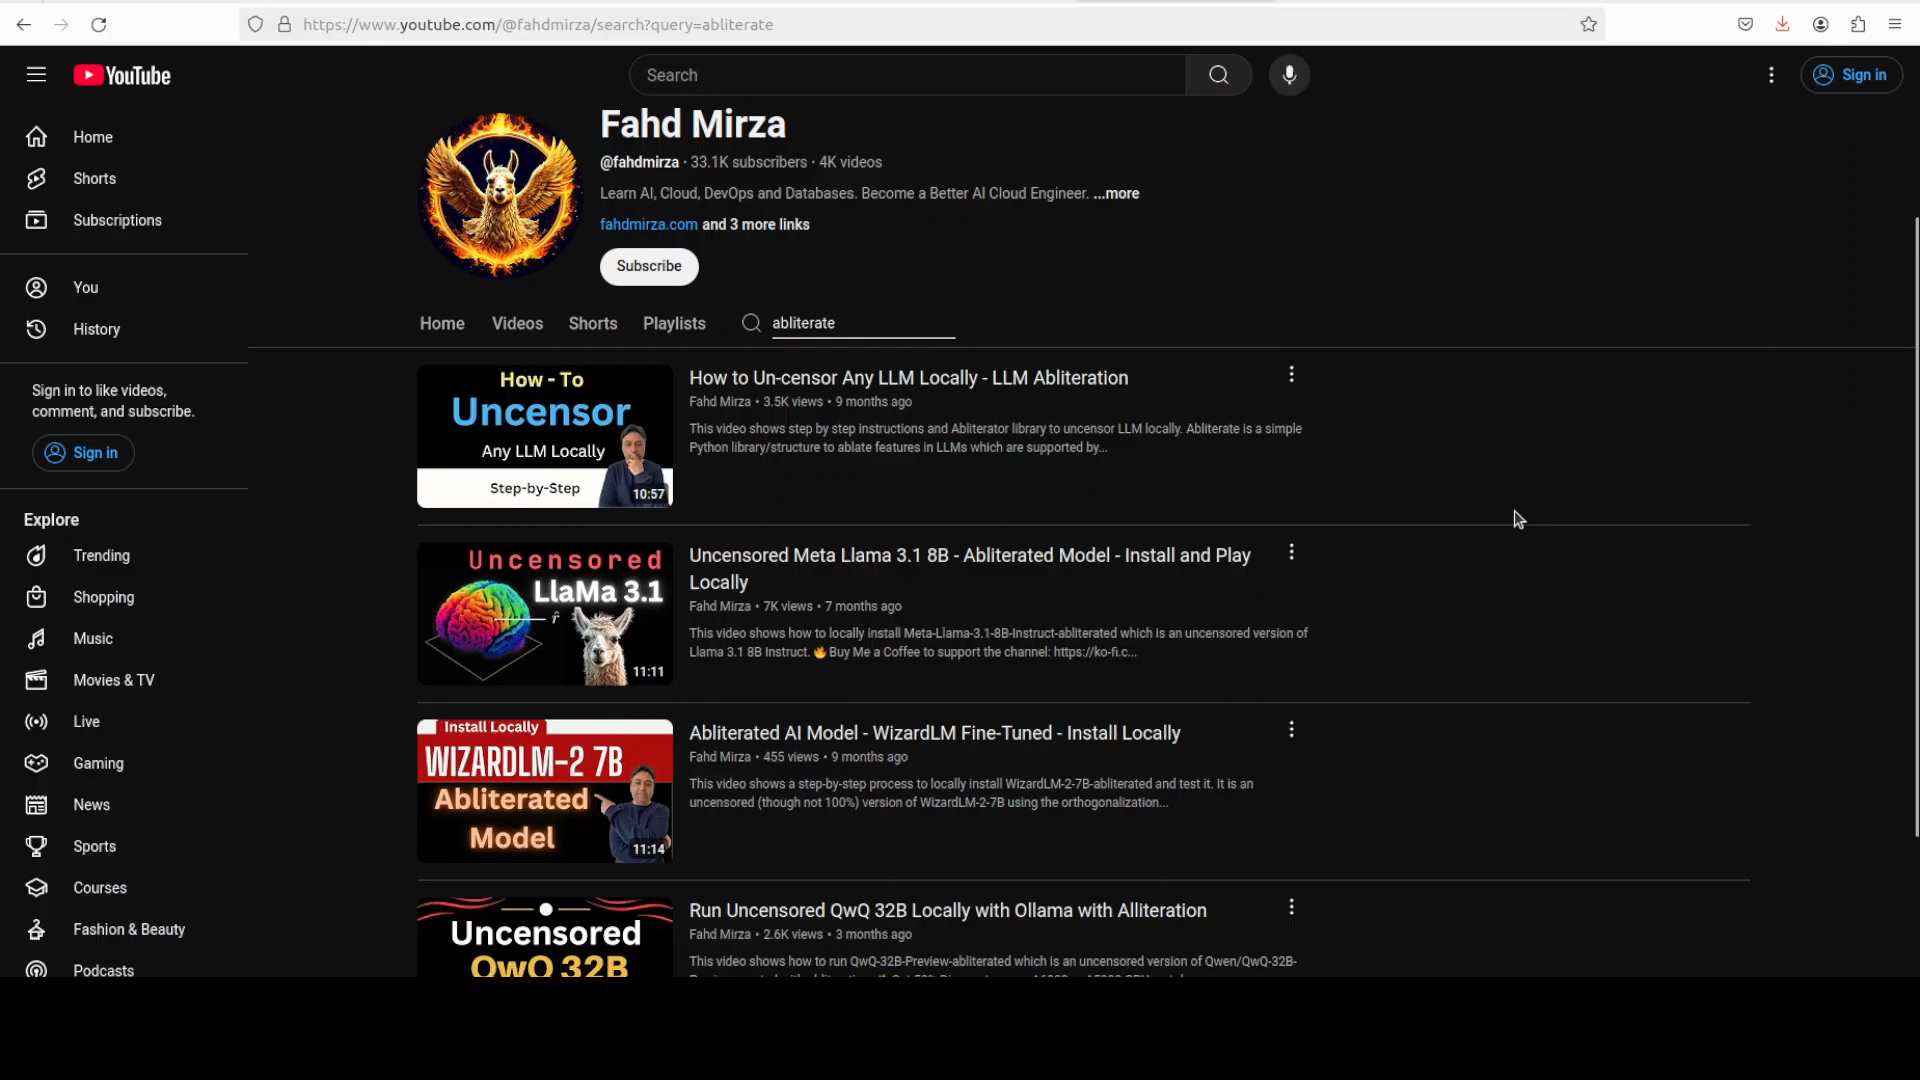 https://www.youtube.com/@fahdmirza/search?query=abliterate
YouTube
Search
Sign in
Home
Shorts
Subscriptions
You
History
Sign in to like videos,
comment, and subscribe.
Sign in
Explore
Trending
Shopping
Music
Movies & TV
Live
Gaming
News
Sports
Courses
Fashion & Beauty
Podcasts
Fahd Mirza
@fahdmirza · 33.1K subscribers · 4K videos
Learn AI, Cloud, DevOps and Databases. Become a Better AI Cloud Engineer. ...more
fahdmirza.com and 3 more links
Subscribe
Home Videos Shorts Playlists abliterate
How - To
Uncensor
Any LLM Locally
Step-by-Step
10:57
How to Un-censor Any LLM Locally - LLM Abliteration
Fahd Mirza • 3.5K views • 9 months ago
This video shows step by step instructions and Abliterator library to uncensor LLM locally. Abliterate is a simple
Python library/structure to ablate features in LLMs which are supported by...
Uncensored
LlaMa 3.1
r̂
11:11
Uncensored Meta Llama 3.1 8B - Abliterated Model - Install and Play
Locally
Fahd Mirza • 7K views • 7 months ago
This video shows how to locally install Meta-Llama-3.1-8B-Instruct-abliterated which is an uncensored version of
Llama 3.1 8B Instruct. 🔥Buy Me a Coffee to support the channel: https://ko-fi.c...
Install Locally
WIZARDLM-2 7B
Abliterated
Model
11:14
Abliterated AI Model - WizardLM Fine-Tuned - Install Locally
Fahd Mirza • 455 views • 9 months ago
This video shows a step-by-step process to locally install WizardLM-2-7B-abliterated and test it. It is an
uncensored (though not 100%) version of WizardLM-2-7B using the orthogonalization...
Uncensored
QwQ 32B
Run Uncensored QwQ 32B Locally with Ollama with Alliteration
Fahd Mirza • 2.6K views • 3 months ago
This video shows how to run QwQ-32B-Preview-abliterated which is an uncensored version of Qwen/QwQ-32B-